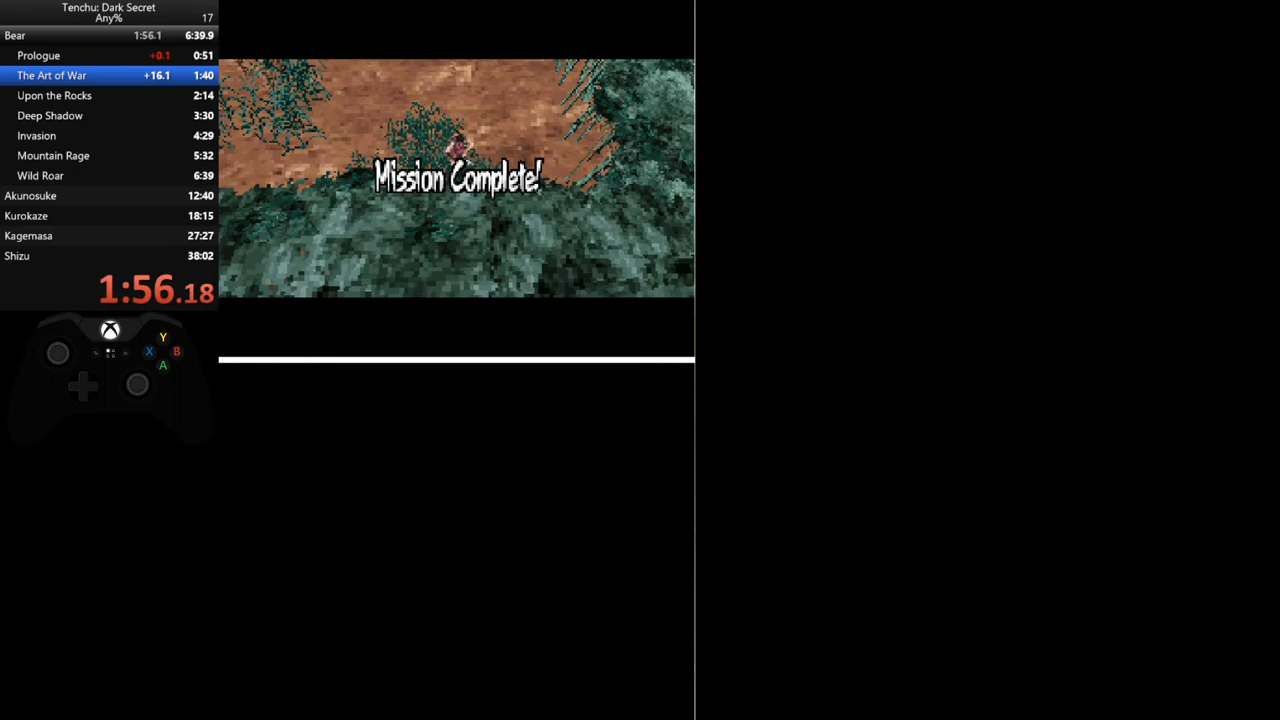 Tenchu: Dark Secret
Any% 17
Bear 1:56.1 6:39.9
Prologue +0.1 0:51
The Art of War +16.1 1:40
Upon the Rocks 2:14
Deep Shadow 3:30
Invasion 4:29
Mountain Rage 5:32
Wild Roar 6:39
Akunosuke 12:40
Kurokaze 18:15
Kagemasa 27:27
Shizu 38:02
1:56.18
Y
X B
A
Mission Complete!